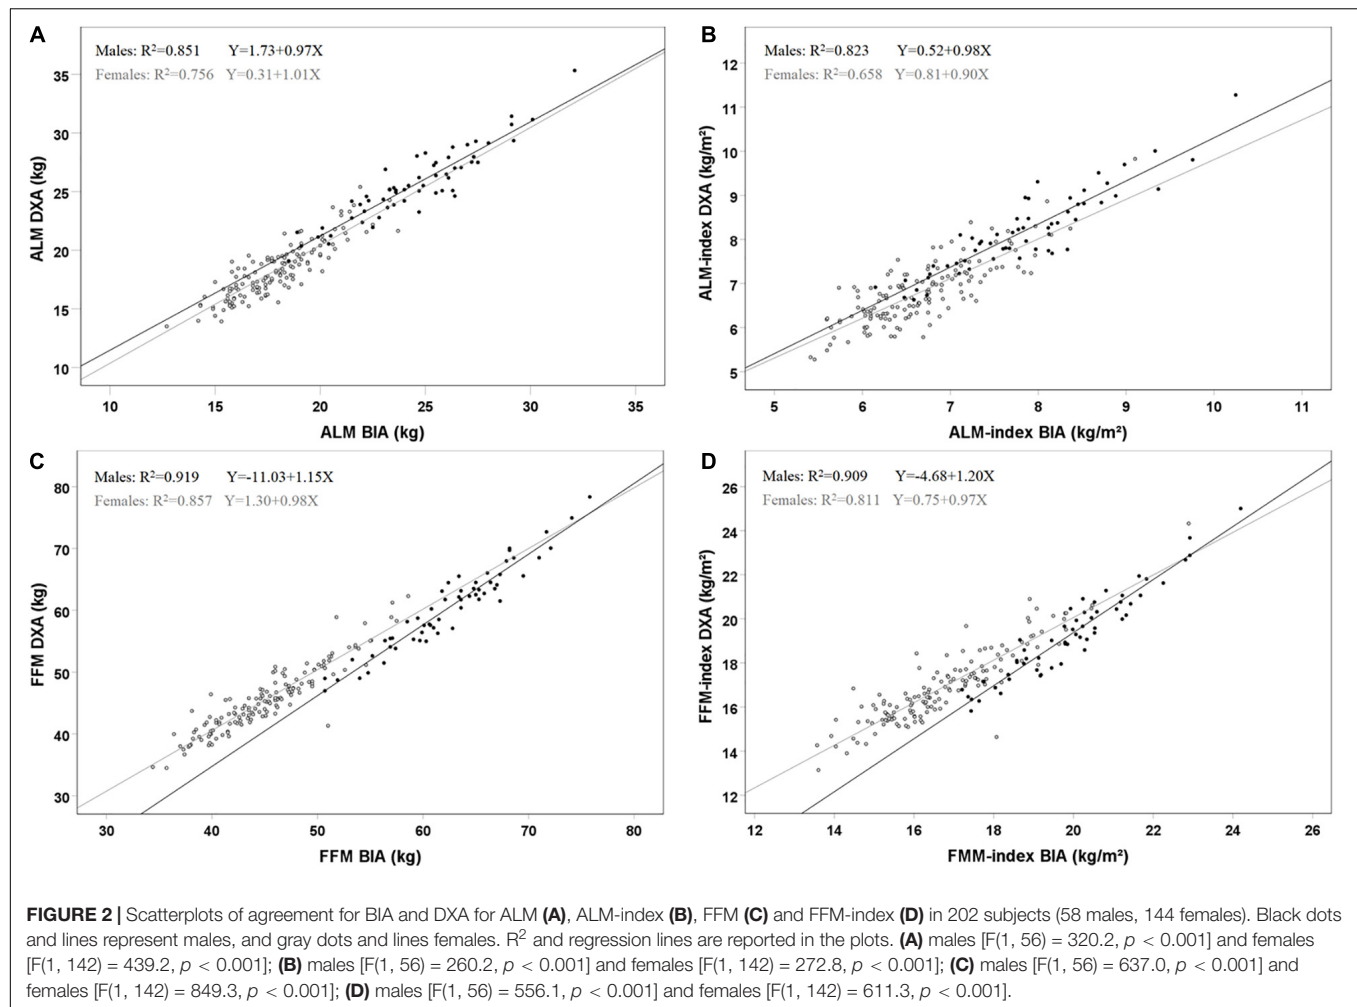 A
Males: R²=0.851 Y=1.73+0.97X
Females: R²=0.756 Y=0.31+1.01X
ALM DXA (kg)
35
30
25
20
15
10
10 15 20 25 30 35
ALM BIA (kg)
B
Males: R²=0.823 Y=0.52+0.98X
Females: R²=0.658 Y=0.81+0.90X
ALM-index DXA (kg/m²)
12
11
10
9
8
7
6
5
5 6 7 8 9 10 11
ALM-index BIA (kg/m²)
C
Males: R²=0.919 Y=-11.03+1.15X
Females: R²=0.857 Y=1.30+0.98X
FFM DXA (kg)
80
70
60
50
40
30
30 40 50 60 70 80
FFM BIA (kg)
D
Males: R²=0.909 Y=-4.68+1.20X
Females: R²=0.811 Y=0.75+0.97X
FFM-index DXA (kg/m²)
26
24
22
20
18
16
14
12
12 14 16 18 20 22 24 26
FMM-index BIA (kg/m²)
FIGURE 2 | Scatterplots of agreement for BIA and DXA for ALM (A), ALM-index (B), FFM (C) and FFM-index (D) in 202 subjects (58 males, 144 females). Black dots
and lines represent males, and gray dots and lines females. R² and regression lines are reported in the plots. (A) males [F(1, 56) = 320.2, p < 0.001] and females
[F(1, 142) = 439.2, p < 0.001]; (B) males [F(1, 56) = 260.2, p < 0.001] and females [F(1, 142) = 272.8, p < 0.001]; (C) males [F(1, 56) = 637.0, p < 0.001] and
females [F(1, 142) = 849.3, p < 0.001]; (D) males [F(1, 56) = 556.1, p < 0.001] and females [F(1, 142) = 611.3, p < 0.001].